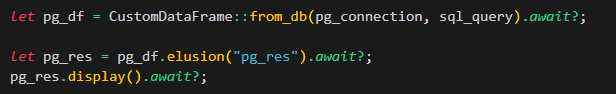 let pg_df = CustomDataFrame::from_db(pg_connection, sql_query).await?;
let pg_res = pg_df.elusion("pg_res").await?;
pg_res.display().await?;